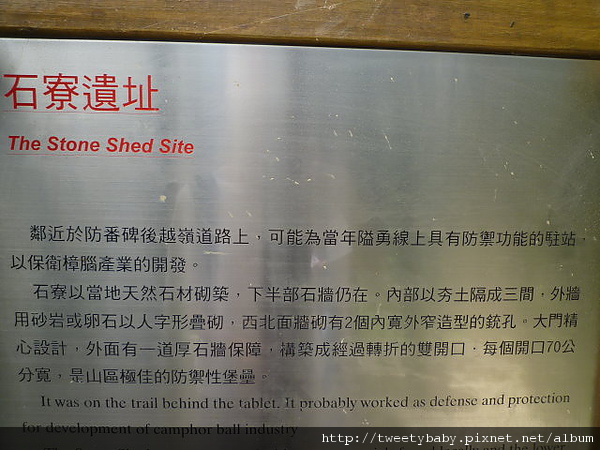 石寮遺址
The Stone Shed Site
鄰近於防番碑後越嶺道路上，可能為當年隘勇線上具有防禦功能的駐站，
以保衛樟腦產業的開發。
石寮以當地天然石材砌築，下半部石牆仍在。內部以夯土隔成三間，外牆
用砂岩或卵石以人字形疊砌，西北面牆砌有2個內寬外窄造型的銃孔。大門精
心設計，外面有一道厚石牆保障，構築成經過轉折的雙開口，每個開口70公
分寬，是山區極佳的防禦性堡壘。
It was on the trail behind the tablet. It probably worked as defense and protection
for development of camphor ball industry
http://tweetybaby.pixnet.net/album